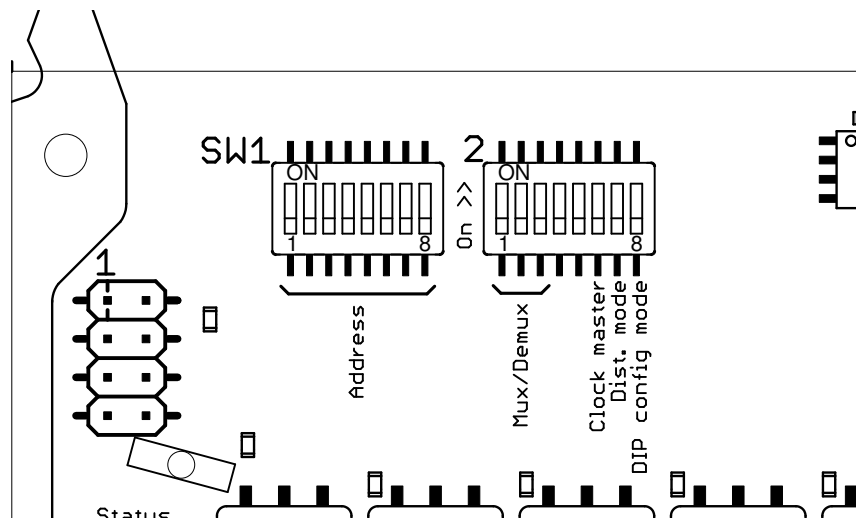 SW1
ON
1 8
On >>
2
ON
1 8
Address
Mux/Demux
Clock master
Dist. mode
DIP config mode
1
Status